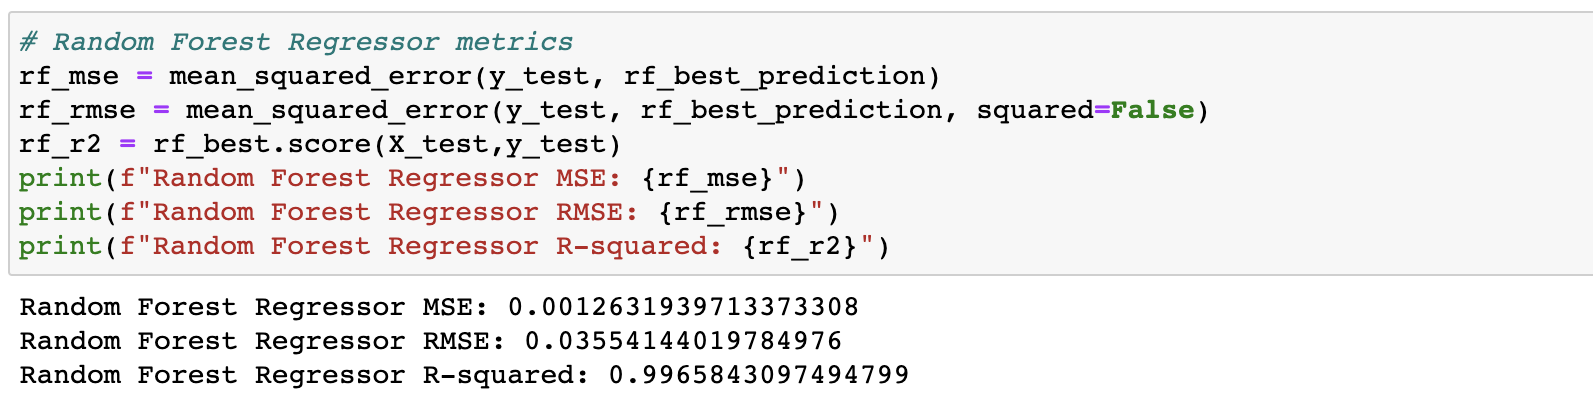 # Random Forest Regressor metrics
rf_mse = mean_squared_error(y_test, rf_best_prediction)
rf_rmse = mean_squared_error(y_test, rf_best_prediction, squared=False)
rf_r2 = rf_best.score(X_test,y_test)
print(f"Random Forest Regressor MSE: {rf_mse}")
print(f"Random Forest Regressor RMSE: {rf_rmse}")
print(f"Random Forest Regressor R-squared: {rf_r2}")
Random Forest Regressor MSE: 0.0012631939713373308
Random Forest Regressor RMSE: 0.03554144019784976
Random Forest Regressor R-squared: 0.9965843097494799